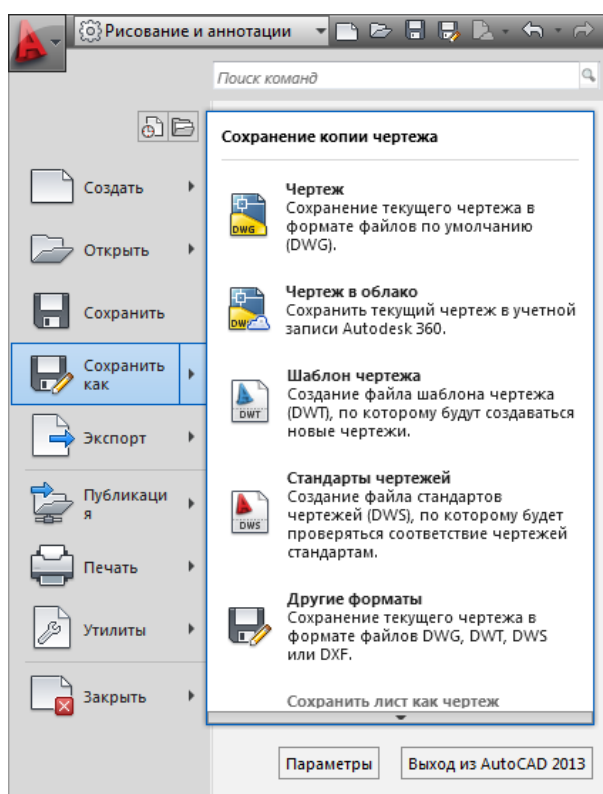 Рисование и аннотации
Поиск команд
Сохранение копии чертежа
Создать
Открыть
Сохранить
Сохранить
как
Экспорт
Публикаци
я
Печать
Утилиты
Закрыть
Чертеж
Сохранение текущего чертежа в
формате файлов по умолчанию
(DWG).
DWG
Чертеж в облако
Сохранить текущий чертеж в учетной
записи Autodesk 360.
Шаблон чертежа
Создание файла шаблона чертежа
(DWT), по которому будут создаваться
новые чертежи.
DWT
Стандарты чертежей
Создание файла стандартов
чертежей (DWS), по которому будет
проверяться соответствие чертежей
стандартам.
DWS
Другие форматы
Сохранение текущего чертежа в
формате файлов DWG, DWT, DWS
или DXF.
Сохранить лист как чертеж
Параметры
Выход из AutoCAD 2013